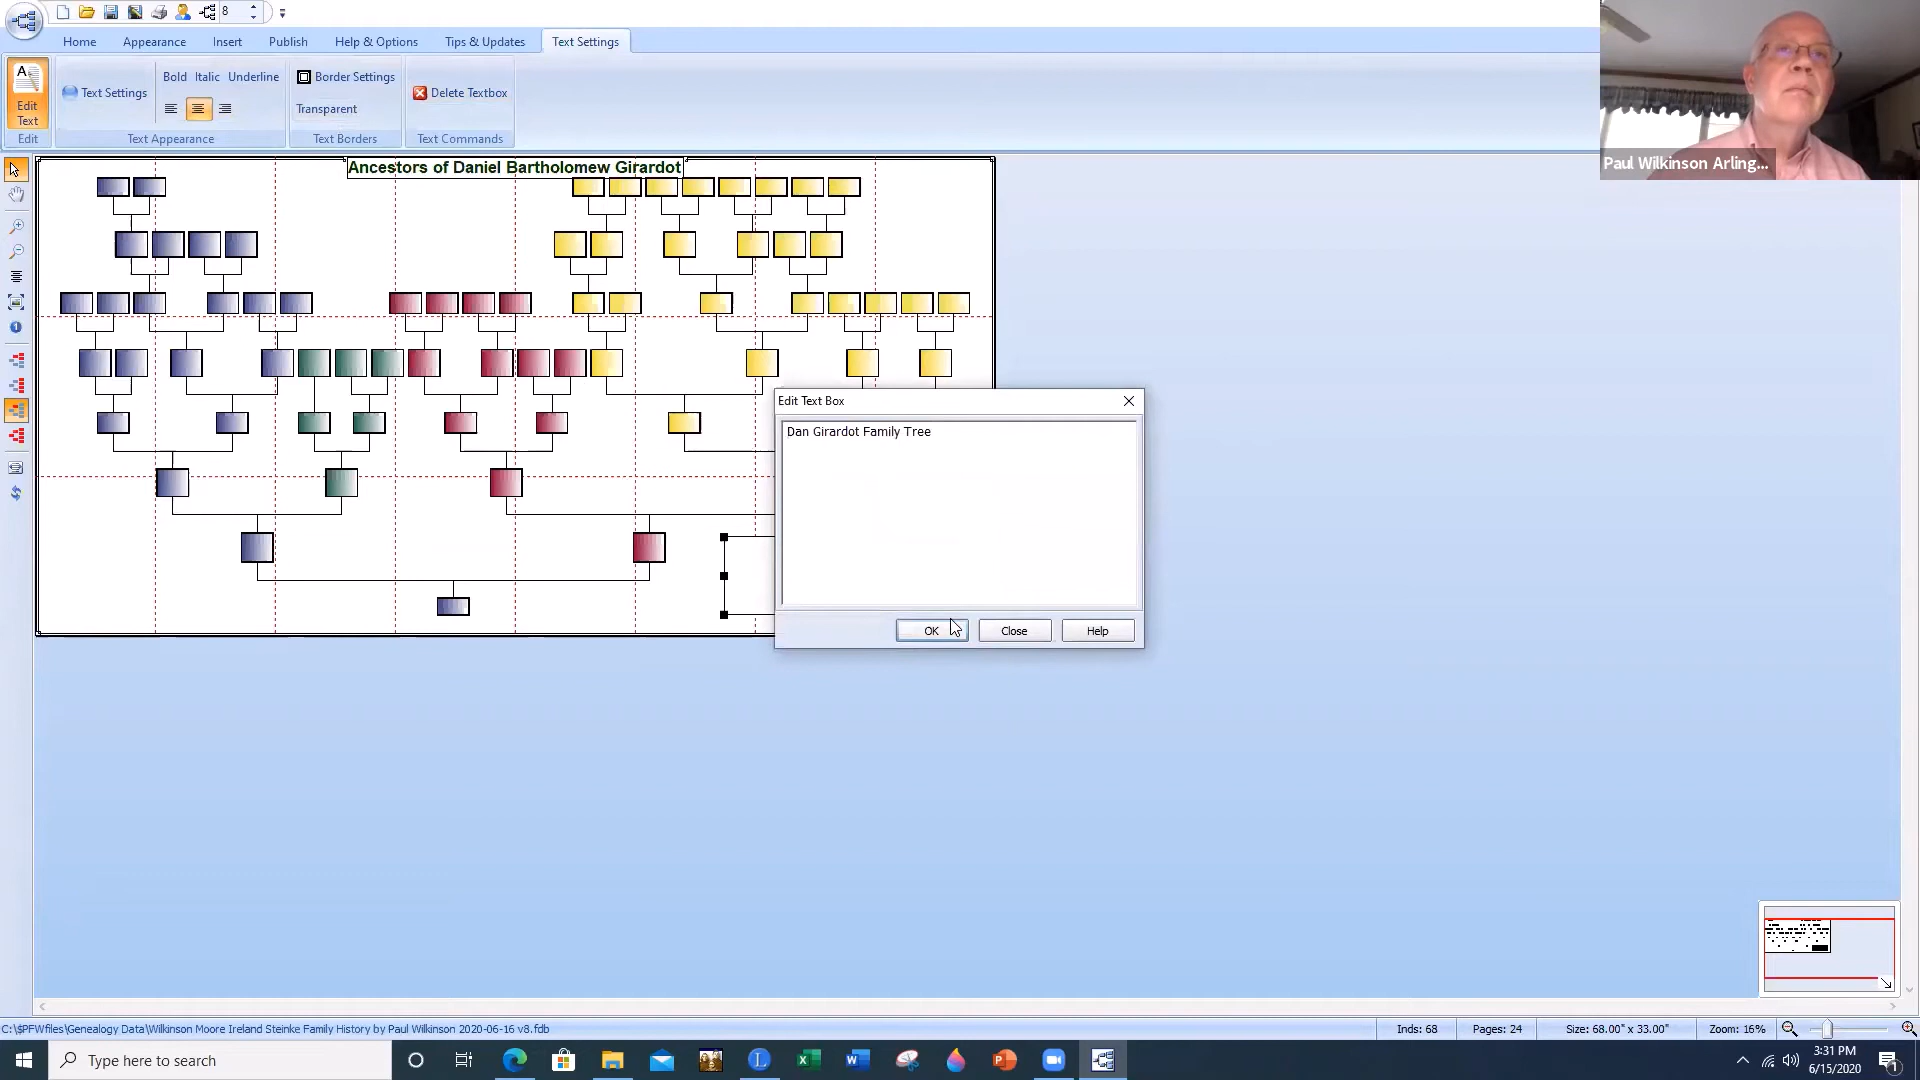 8
Home Appearance Insert Publish Help & Options Tips & Updates Text Settings
Edit Text
Text Settings
Bold Italic Underline
Border Settings
Transparent
Delete Textbox
Edit Text Appearance Text Borders Text Commands
Paul Wilkinson Arling...
Ancestors of Daniel Bartholomew Girardot
Edit Text Box
Dan Girardot Family Tree
OK Close Help
C:\$PFWfiles\Genealogy Data\Wilkinson Moore Ireland Steinke Family History by Paul Wilkinson 2020-06-16 v8.fdb
Inds: 68 Pages: 24 Size: 68.00" x 33.00" Zoom: 16%
Type here to search
3:31 PM
6/15/2020